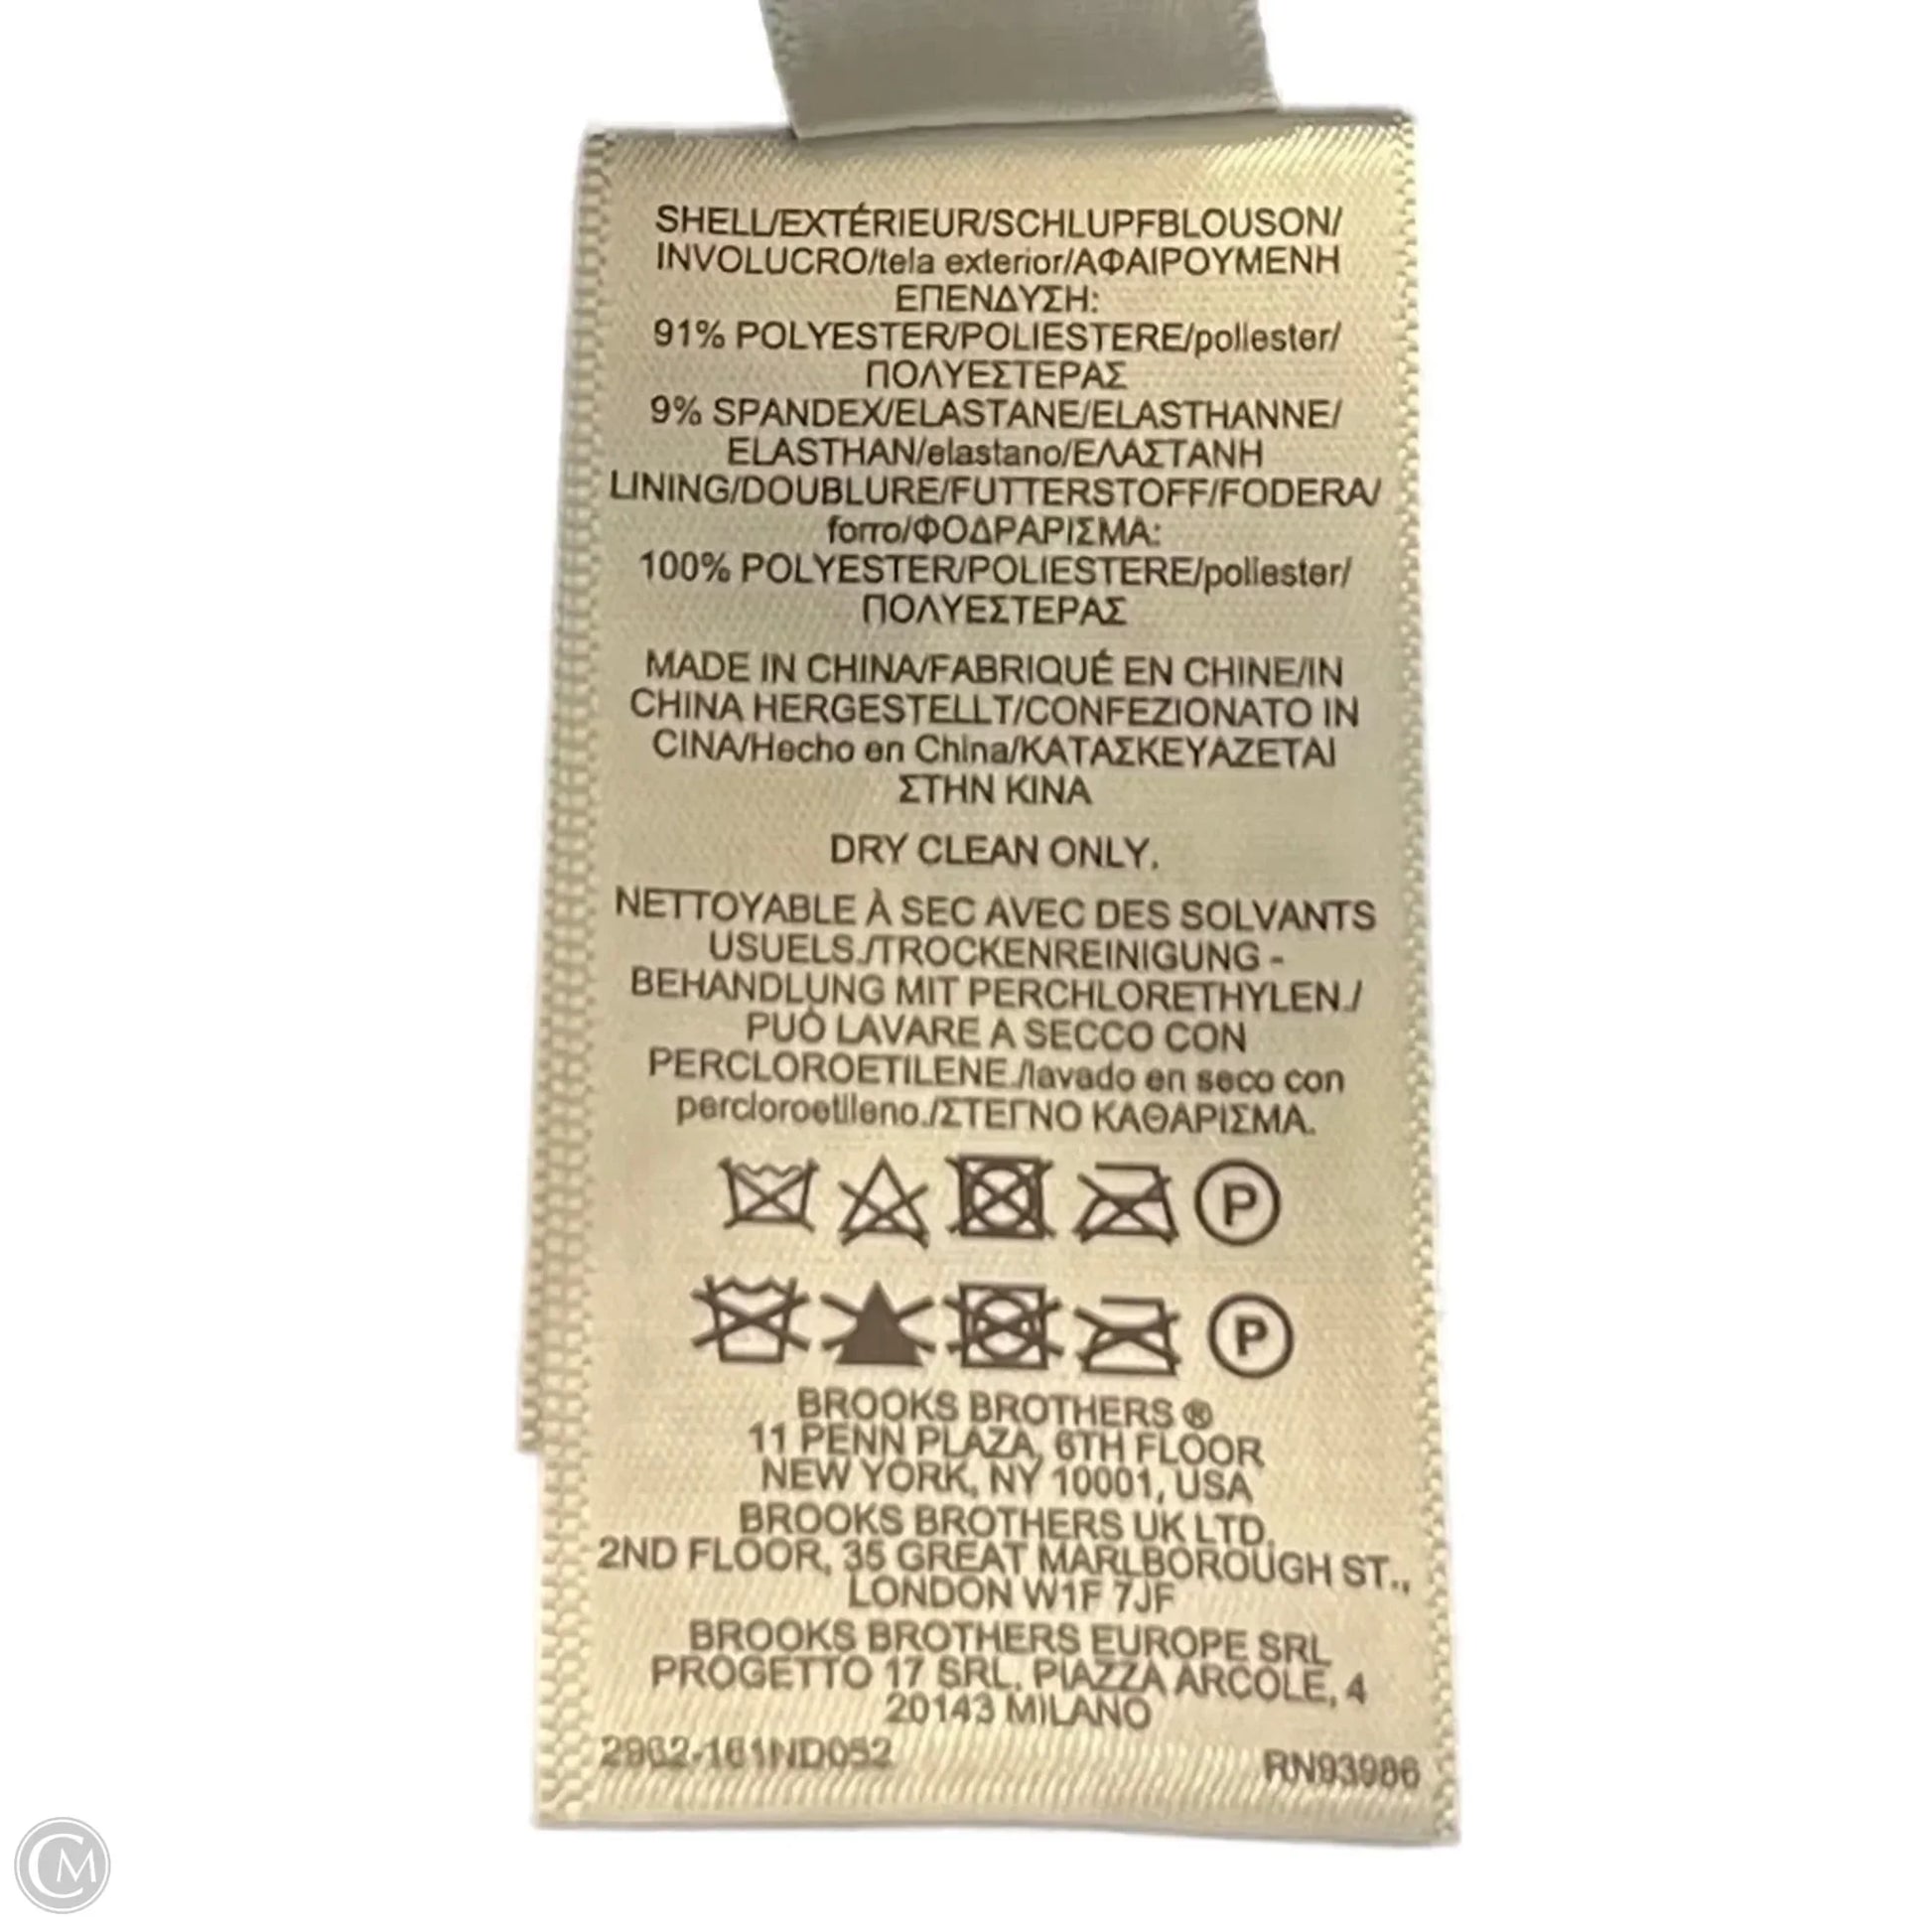 SHELL/EXTÉRIEUR/SCHLUPFBLOUSON/
INVOLUCRO/tela exterior/ΑΦΑΙΡΟΥΜΕΝΗ
ΕΠΕΝΔΥΣΗ:
91% POLYESTER/POLIESTERE/poliester/
ΠΟΛΥΕΣΤΕΡΑΣ
9% SPANDEX/ELASTANE/ELASTHANNE/
ELASTHAN/elastano/ΕΛΑΣΤΑΝΗ
LINING/DOUBLURE/FUTTERSTOFF/FODERA/
forro/ΦΟΔΡΑΡΙΣΜΑ:
100% POLYESTER/POLIESTERE/poliester/
ΠΟΛΥΕΣΤΕΡΑΣ
MADE IN CHINA/FABRIQUÉ EN CHINE/IN
CHINA HERGESTELLT/CONFEZIONATO IN
CINA/Hecho en China/ΚΑΤΑΣΚΕΥΑΖΕΤΑΙ
ΣΤΗΝ ΚΙΝΑ
DRY CLEAN ONLY.
NETTOYABLE À SEC AVEC DES SOLVANTS
USUELS./TROCKENREINIGUNG -
BEHANDLUNG MIT PERCHLORETHYLEN./
PUÒ LAVARE A SECCO CON
PERCLOROETILENE./lavado en seco con
percloroetileno./ΣΤΕΓΝΟ ΚΑΘΑΡΙΣΜΑ.
P
P
BROOKS BROTHERS ®
11 PENN PLAZA, 6TH FLOOR
NEW YORK, NY 10001, USA
BROOKS BROTHERS UK LTD.
2ND FLOOR, 35 GREAT MARLBOROUGH ST.,
LONDON W1F 7JF
BROOKS BROTHERS EUROPE SRL
PROGETTO 17 SRL, PIAZZA ARCOLE, 4
20143 MILANO
RN93986
CM